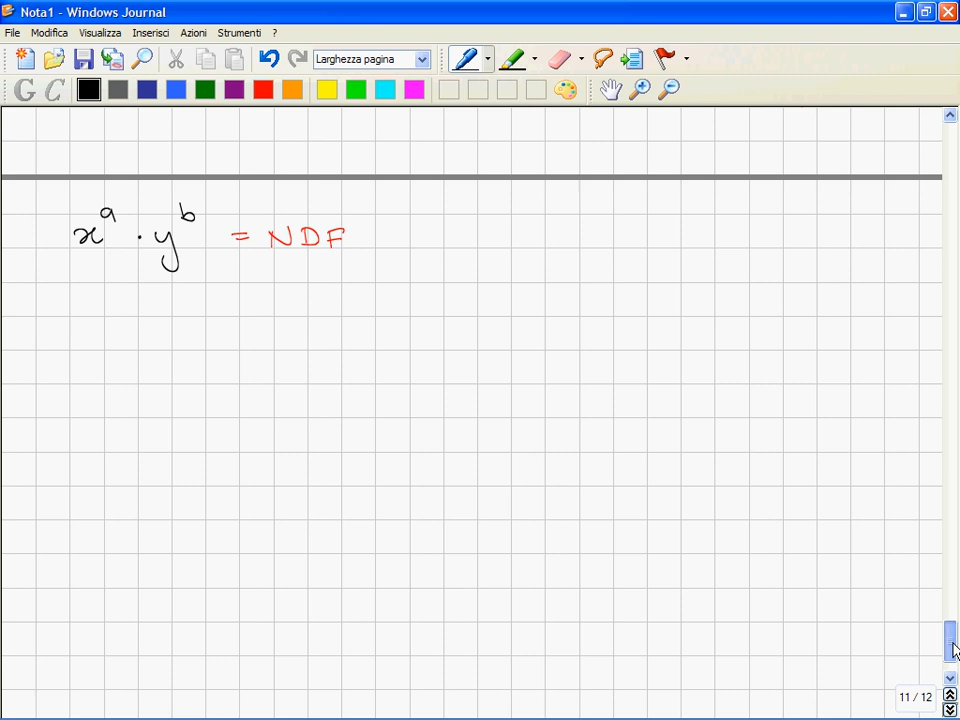 Nota1 - Windows Journal
File Modifica Visualizza Inserisci Azioni Strumenti ?
Larghezza pagina
G C
x^a · y^b = NDF
11 / 12